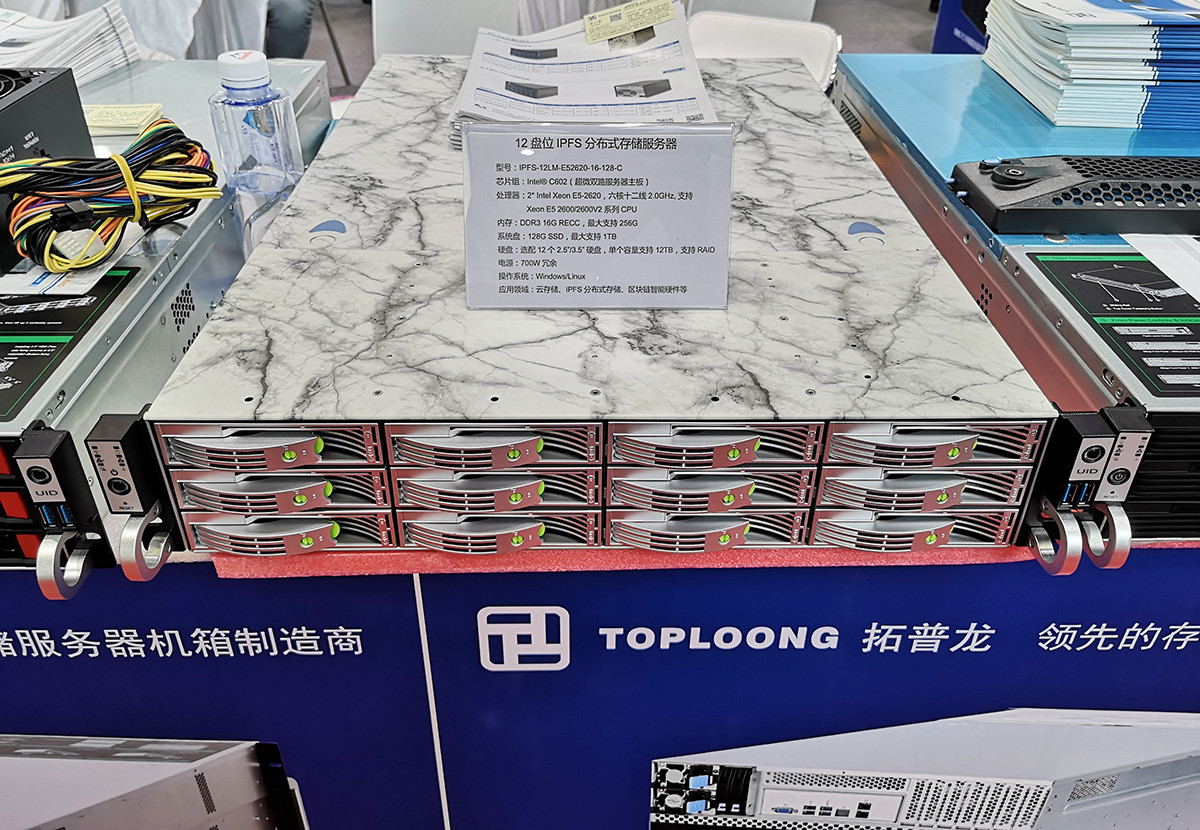 12 盘位 IPFS 分布式存储服务器
型号：IPFS-12LM-E52620-16-128-C
芯片组：Intel® C602（超微双路服务器主板）
处理器：2* Intel Xeon E5-2620，六核十二线 2.0GHz, 支持
Xeon E5 2600/2600V2 系列 CPU
内存：DDR3 16G RECC，最大支持 256G
系统盘：128G SSD，最大支持 1TB
硬盘：选配 12 个 2.5"/3.5" 硬盘，单个容量支持 12TB，支持 RAID
电源：700W 冗余
操作系统：Windows/Linux
应用领域：云存储、IPFS 分布式存储、区块链智能硬件等
UID
RESET
UID
RESET
储服务器机箱制造商
TOPLOONG 拓普龙 领先的存